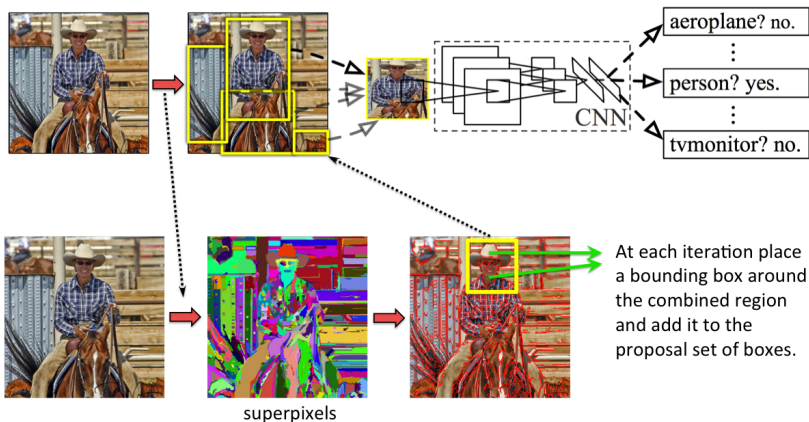 aeroplane? no.
person? yes.
CNN
tvmonitor? no.
At each iteration place
a bounding box around
the combined region
and add it to the
proposal set of boxes.
superpixels